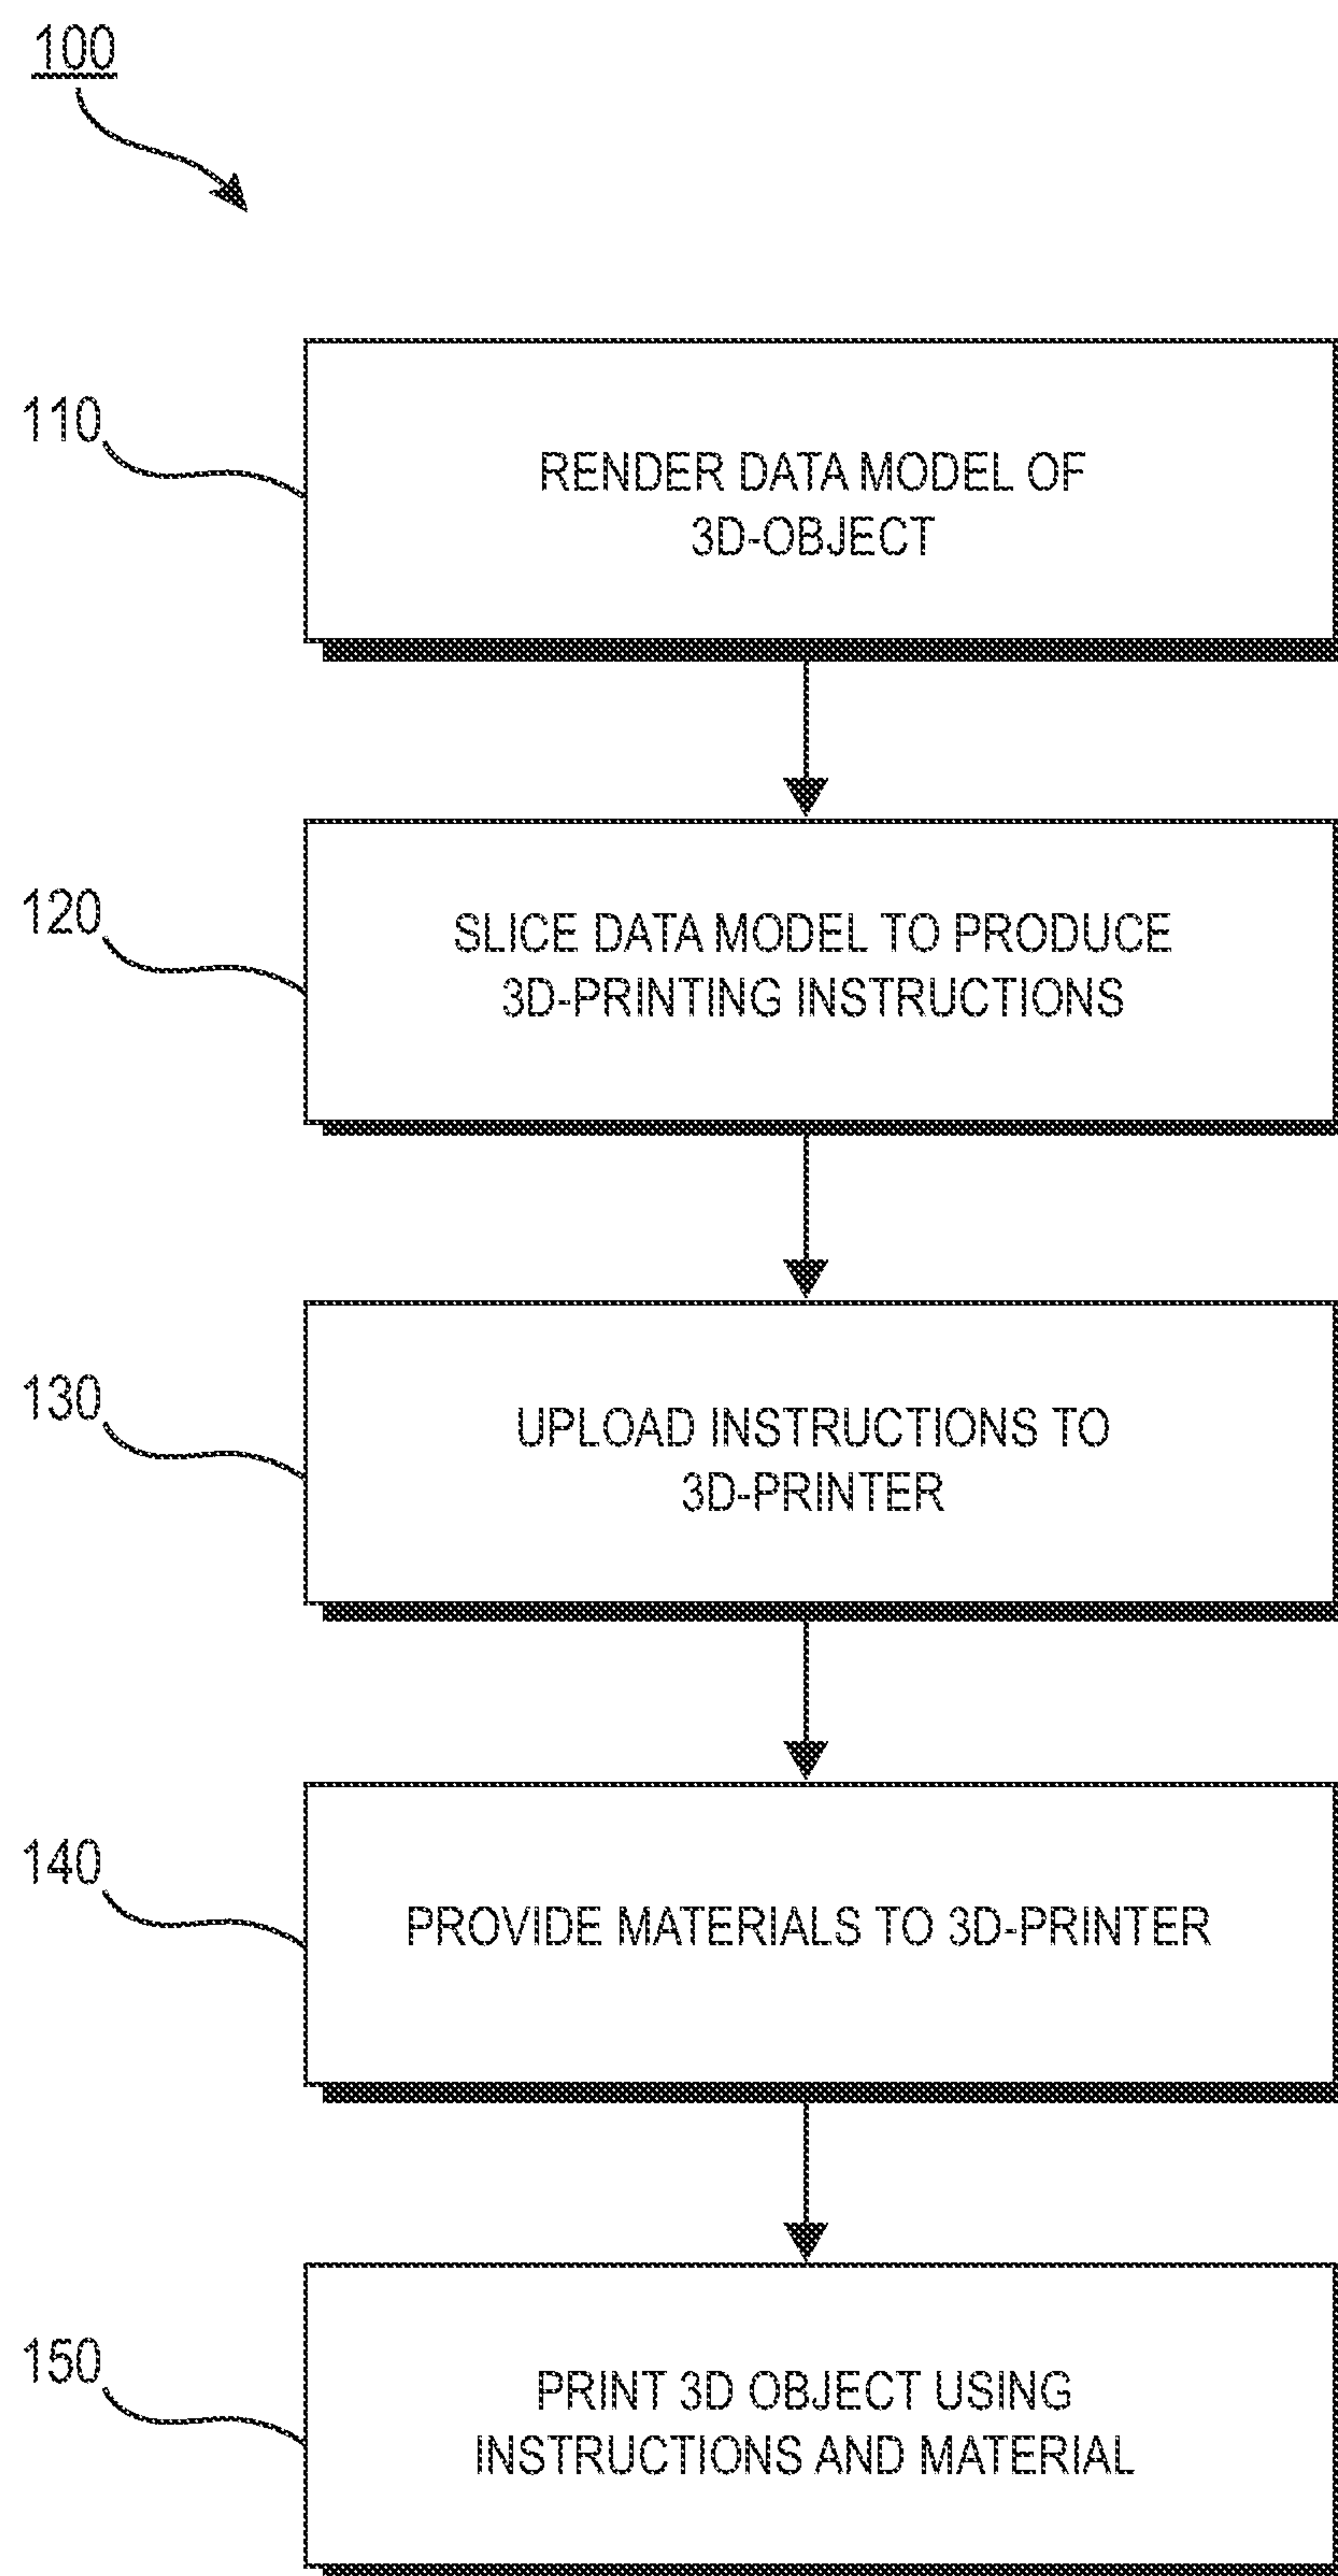 100
110
RENDER DATA MODEL OF
3D-OBJECT
120
SLICE DATA MODEL TO PRODUCE
3D-PRINTING INSTRUCTIONS
130
UPLOAD INSTRUCTIONS TO
3D-PRINTER
140
PROVIDE MATERIALS TO 3D-PRINTER
150
PRINT 3D OBJECT USING
INSTRUCTIONS AND MATERIAL